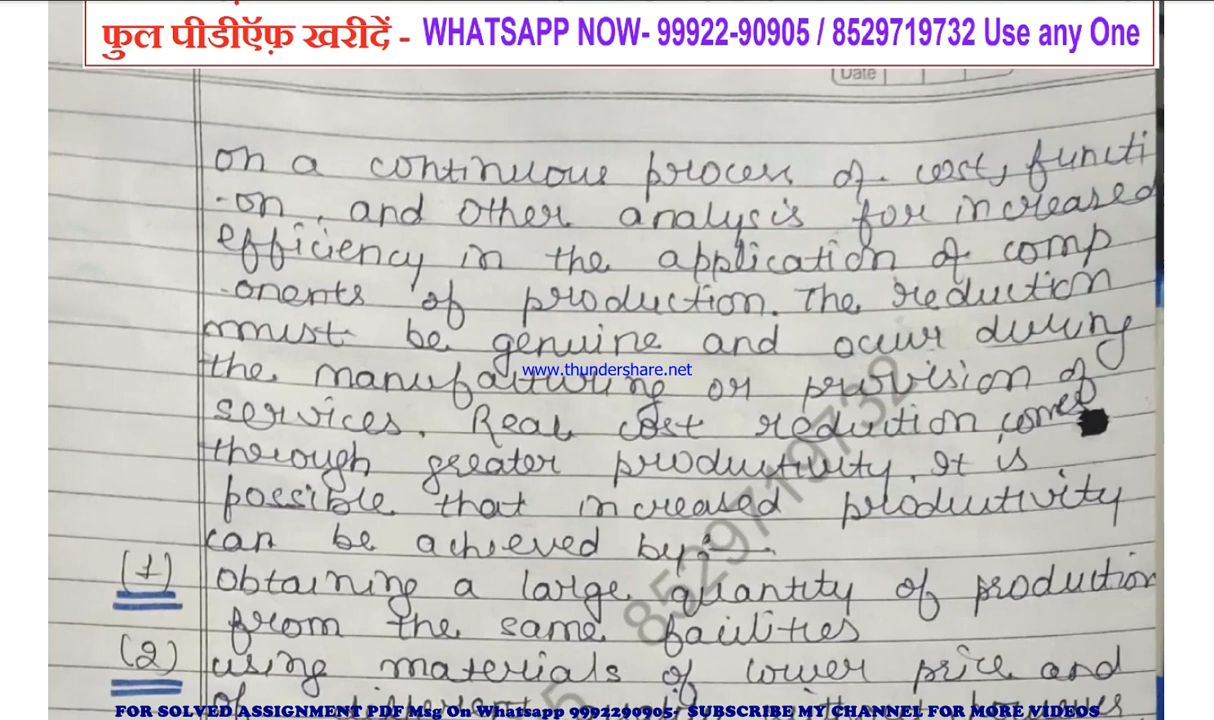 फुल पीडीऍफ़ खरीदें - WHATSAPP NOW- 99922-90905 / 8529719732 Use any One
Date
on a continuous process of cost, functi
-on, and other analysis for increased
efficiency in the application of comp
-onents of production. The reduction
must be genuine and occur during
www.thundershare.net
the manufacturing or provision of
services. Real cost reduction comes
through greater productivity. It is
possible that increased productivity
can be achieved by:-
8529719732
(1) Obtaining a large quantity of production
from the same facilities
(2) using materials of lower price and
of
FOR SOLVED ASSIGNMENT PDF Msg On Whatsapp 9992290905, SUBSCRIBE MY CHANNEL FOR MORE VIDEOS